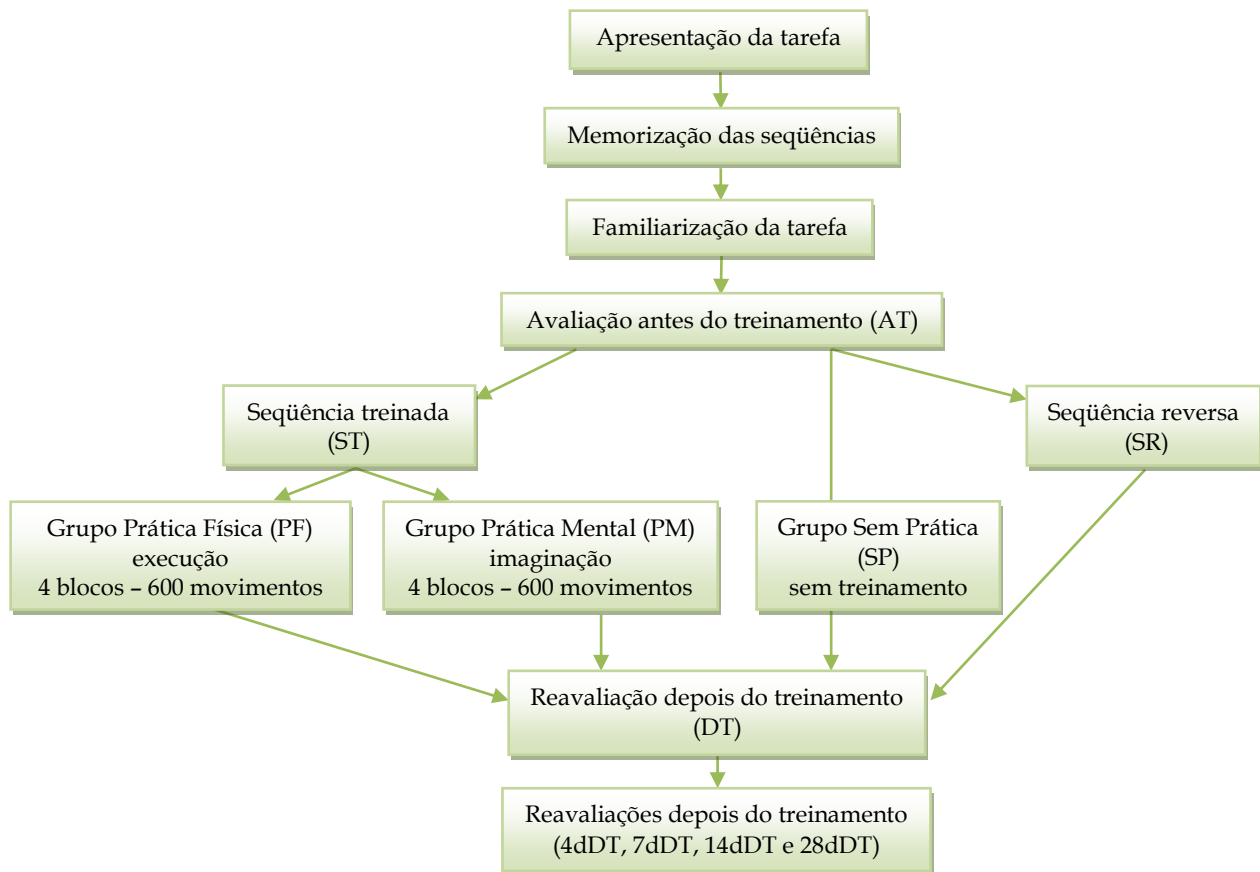 Apresentação da tarefa
Memorização das seqüências
Familiarização da tarefa
Avaliação antes do treinamento (AT)
Seqüência treinada
(ST)
Seqüência reversa
(SR)
Grupo Prática Física (PF)
execução
4 blocos – 600 movimentos
Grupo Prática Mental (PM)
imaginação
4 blocos – 600 movimentos
Grupo Sem Prática
(SP)
sem treinamento
Reavaliação depois do treinamento
(DT)
Reavaliações depois do treinamento
(4dDT, 7dDT, 14dDT e 28dDT)